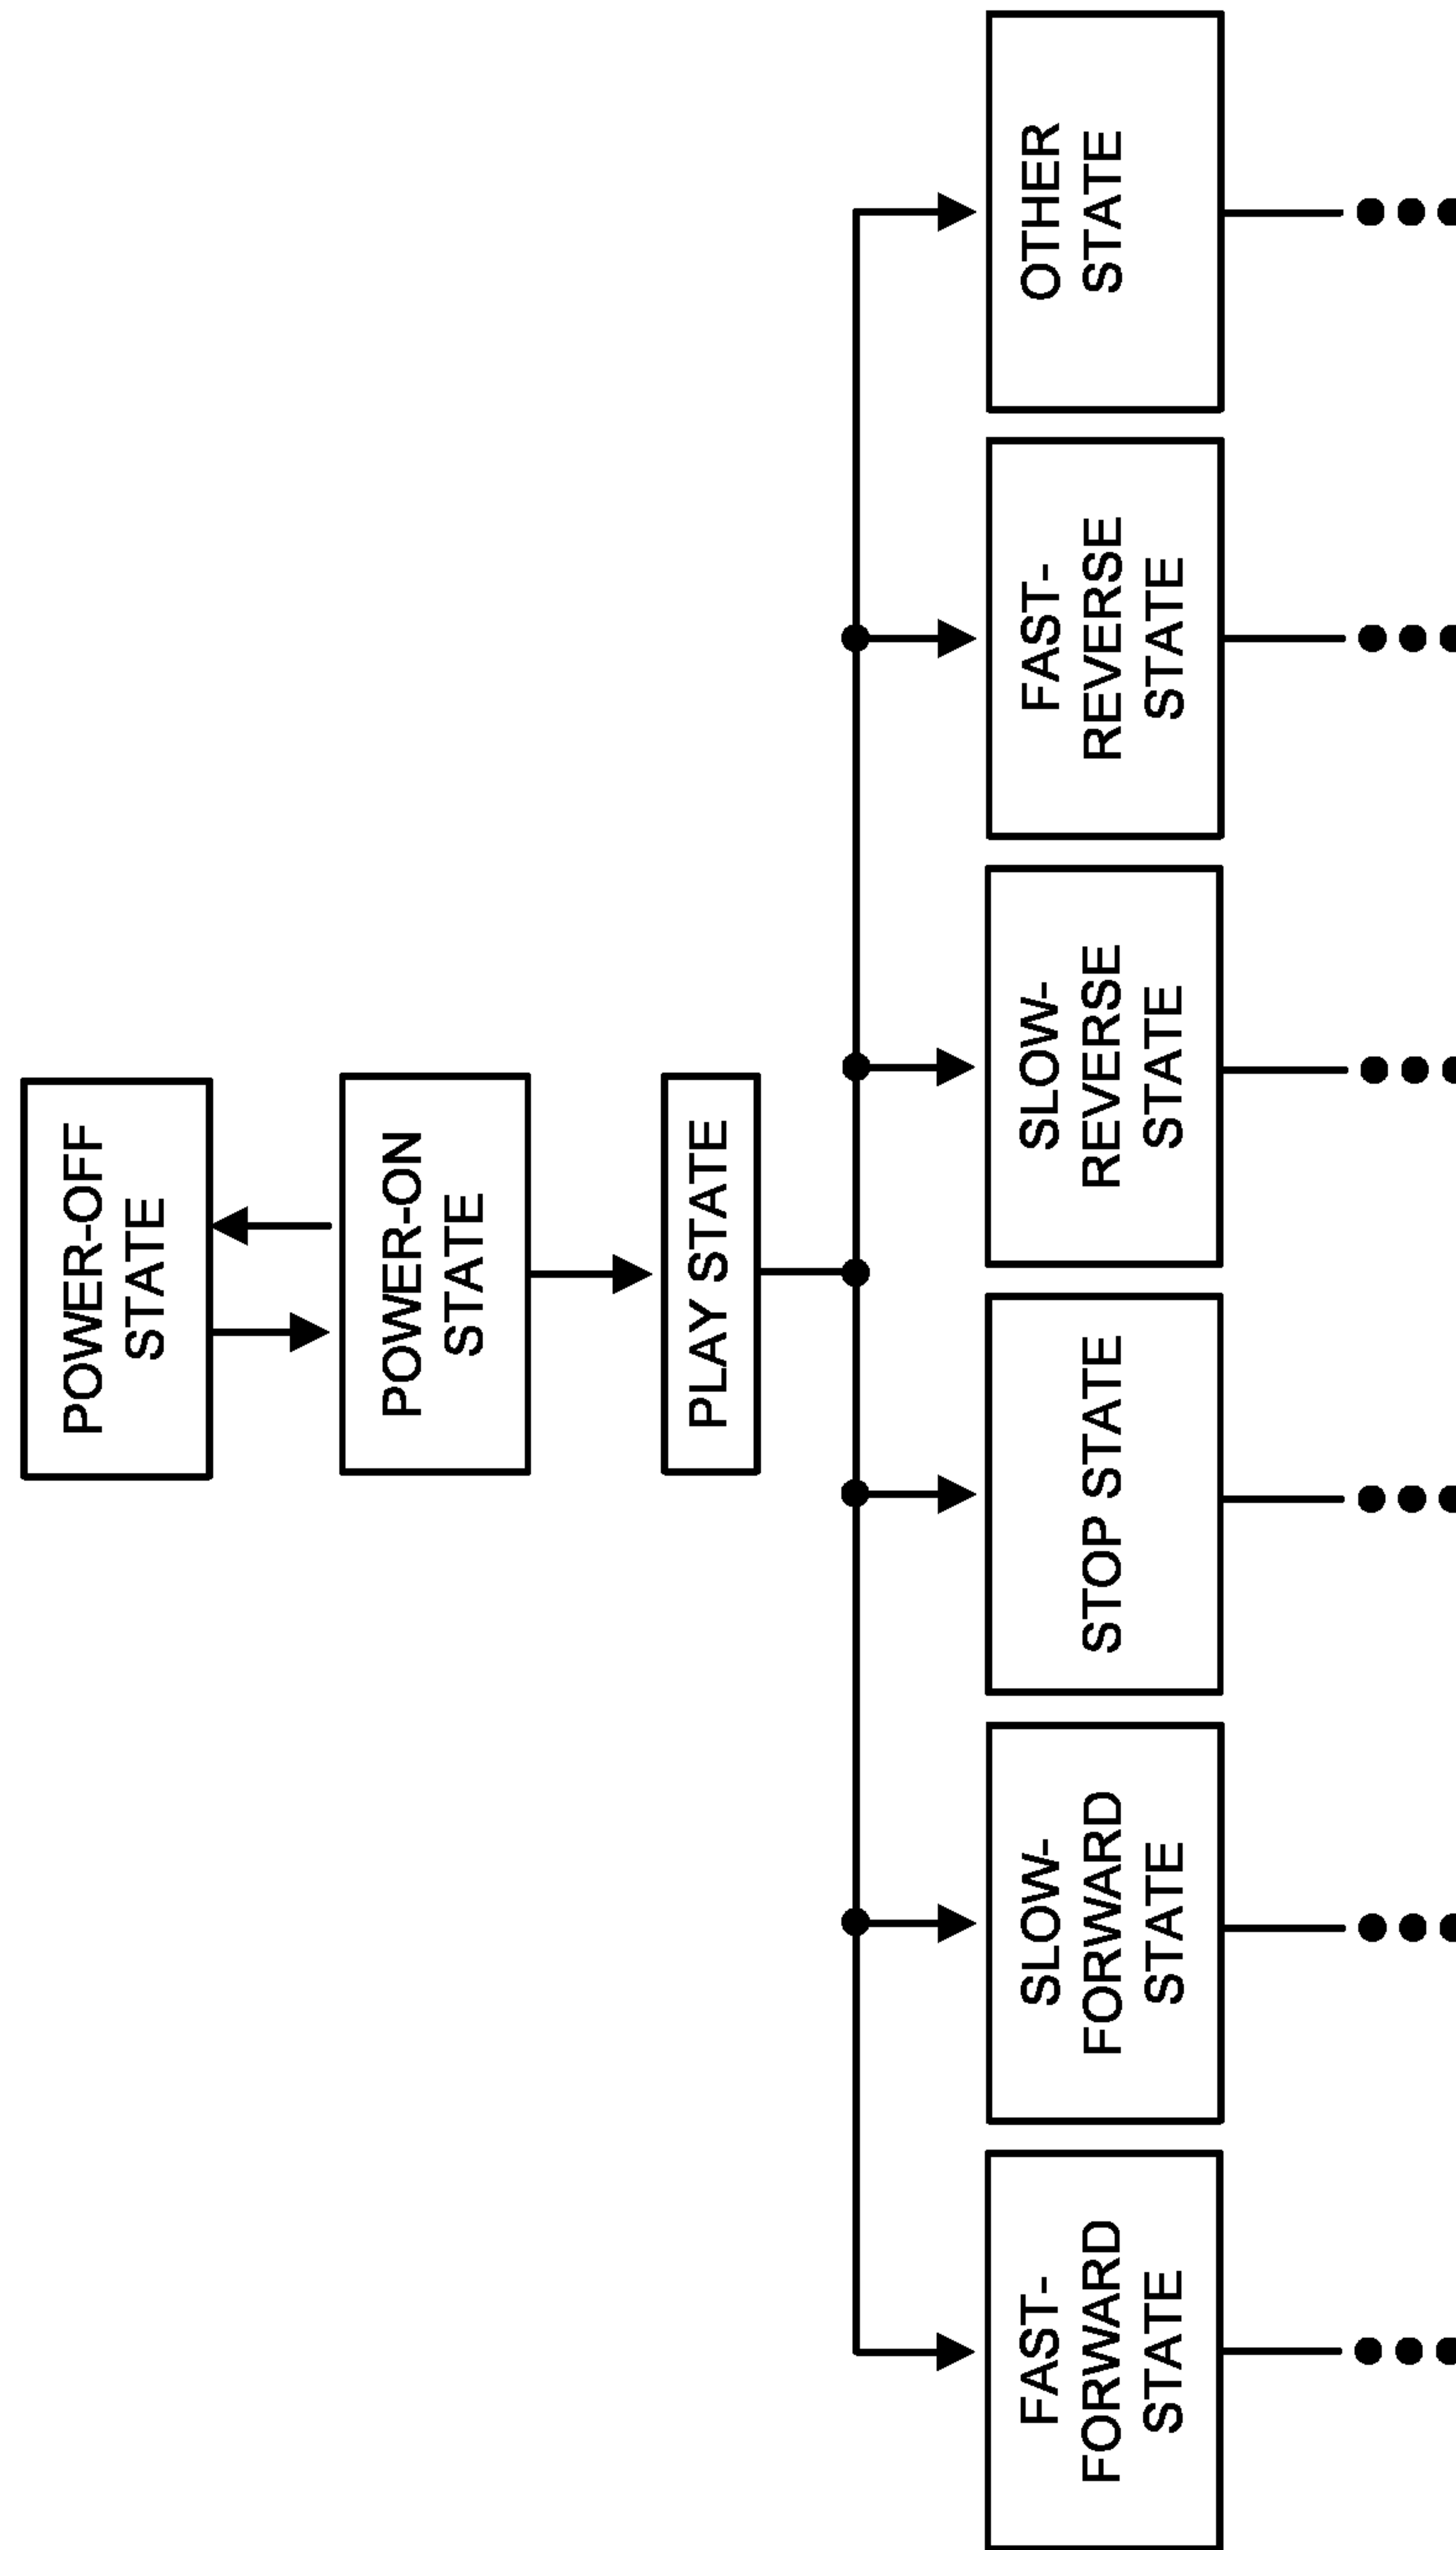 POWER-OFF
STATE
POWER-ON
STATE
PLAY STATE
FAST-
FORWARD
STATE
SLOW-
FORWARD
STATE
STOP STATE
SLOW-
REVERSE
STATE
FAST-
REVERSE
STATE
OTHER
STATE